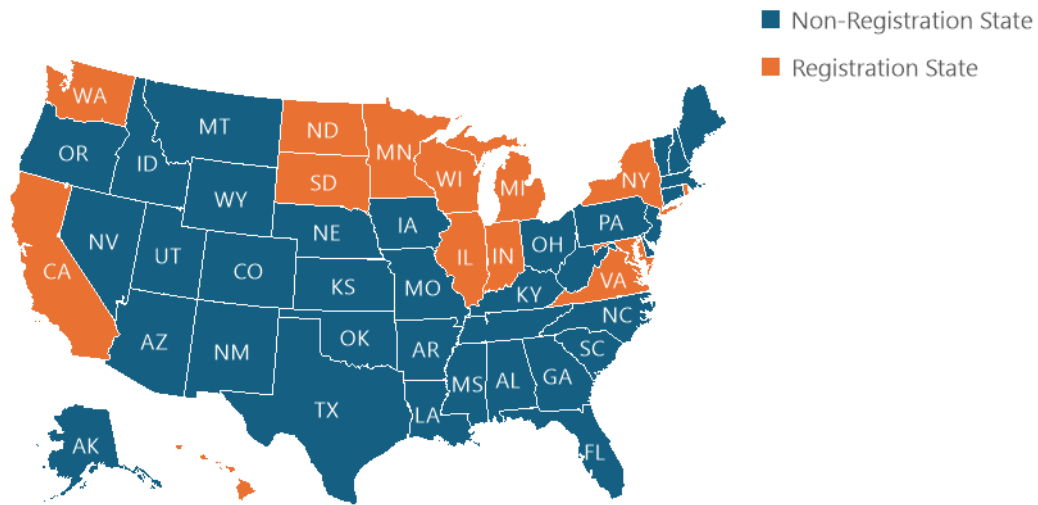 Non-Registration State
Registration State
WA
MT
ND
MN
OR
ID
SD
WI
MI
NY
WY
IA
PA
NE
NV
UT
CO
IL
IN
OH
CA
KS
MO
KY
VA
NC
AZ
NM
OK
AR
SC
MS
AL
GA
TX
LA
AK
FL